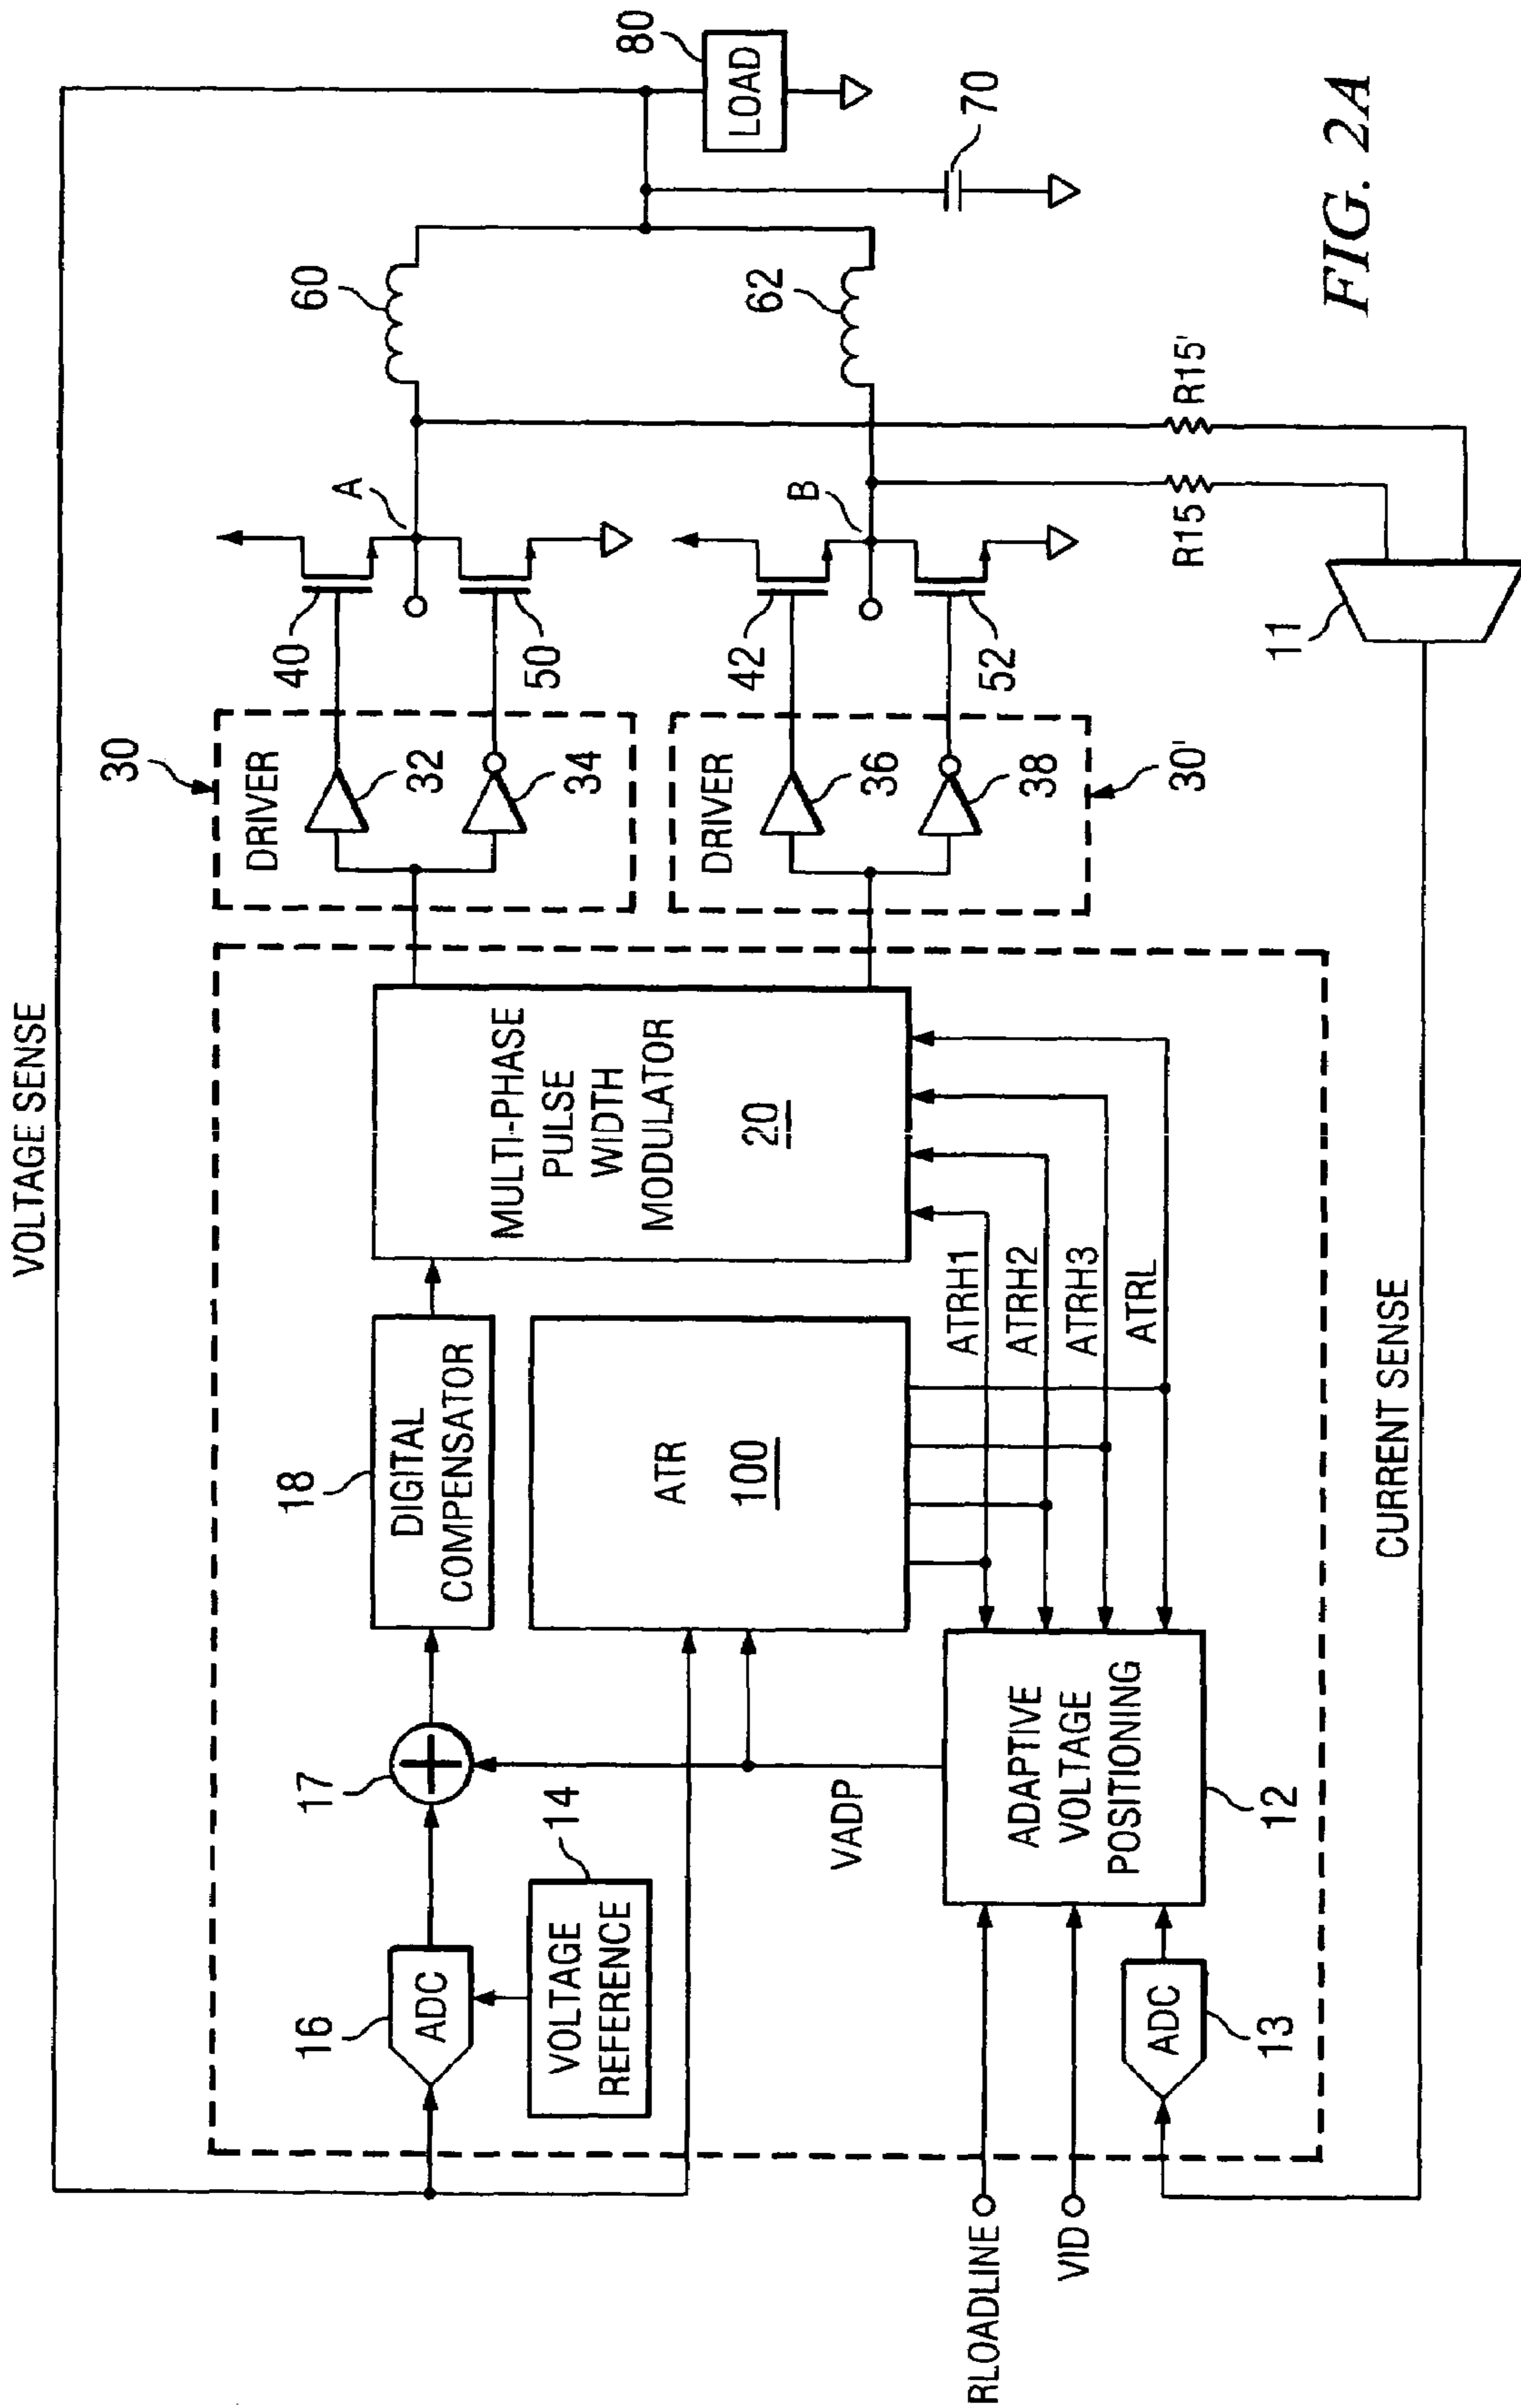 VOLTAGE SENSE
80
LOAD
70
60
62
A
B
R15'
R15
11
40
50
42
52
30
DRIVER
32
34
DRIVER
36
38
30'
MULTI-PHASE
PULSE
WIDTH
MODULATOR
20
18
DIGITAL
COMPENSATOR
ATR
100
ATRH1
ATRH2
ATRH3
ATRL
17
14
16
ADC
VOLTAGE
REFERENCE
VADP
ADAPTIVE
VOLTAGE
POSITIONING
12
ADC
13
RLOADLINE
VID
CURRENT SENSE
FIG. 2A